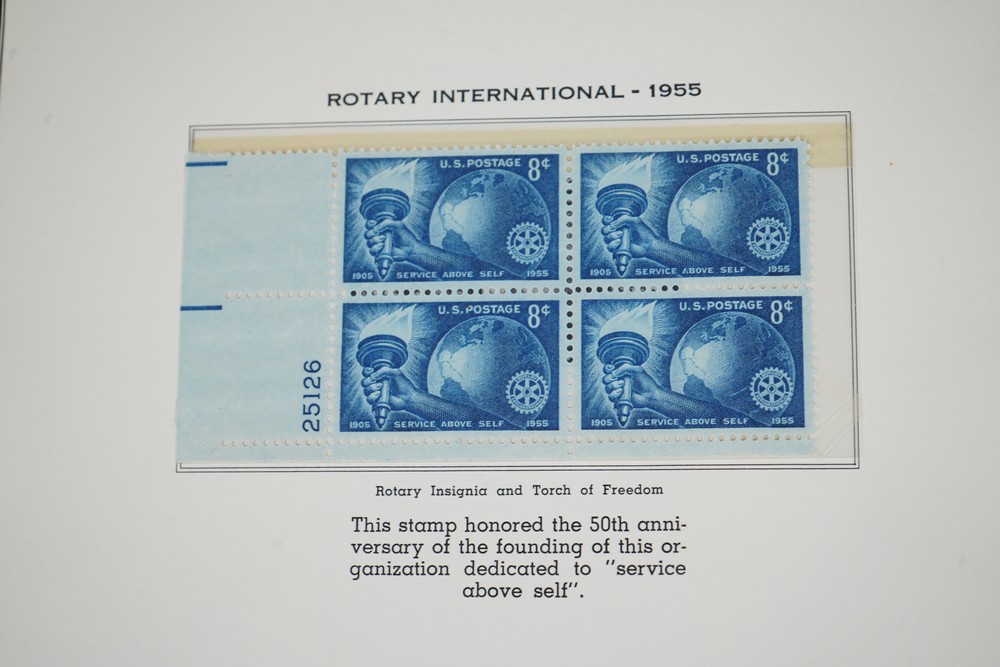 ROTARY INTERNATIONAL - 1955
U.S. POSTAGE 8¢
1905 SERVICE ABOVE SELF 1955
U.S. POSTAGE 8¢
1905 SERVICE ABOVE SELF 1955
25126
U.S. POSTAGE 8¢
1905 SERVICE ABOVE SELF 1955
U.S. POSTAGE 8¢
1905 SERVICE ABOVE SELF 1955
Rotary Insignia and Torch of Freedom
This stamp honored the 50th anni-
versary of the founding of this or-
ganization dedicated to "service
above self".